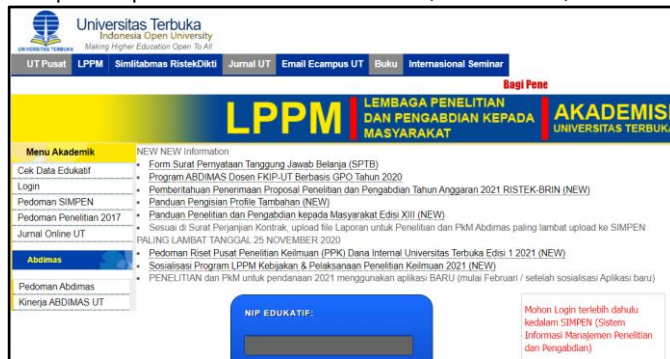 Universitas Terbuka
Indonesia Open University
Making Higher Education Open To All
UNIVERSITAS TERBUKA
UT Pusat LPPM Simlitabmas RistekDikti Jurnal UT Email Ecampus UT Buku Internasional Seminar
Bagi Pene
LPPM
LEMBAGA PENELITIAN
DAN PENGABDIAN KEPADA
MASYARAKAT
AKADEMISI
UNIVERSITAS TERBUK
Menu Akademik
Cek Data Edukatif
Login
Pedoman SIMPEN
Pedoman Penelitian 2017
Jurnal Online UT
Abdimas
Pedoman Abdimas
Kinerja ABDIMAS UT
NEW NEW Information
Form Surat Pernyataan Tanggung Jawab Belanja (SPTB)
Program ABDIMAS Dosen FKIP-UT Berbasis GPO Tahun 2020
Pemberitahuan Penerimaan Proposal Penelitian dan Pengabdian Tahun Anggaran 2021 RISTEK-BRIN (NEW)
Panduan Pengisian Profile Tambahan (NEW)
Panduan Penelitian dan Pengabdian kepada Masyarakat Edisi XIII (NEW)
Sesuai di Surat Perjanjian Kontrak, upload file Laporan untuk Penelitian dan PkM Abdimas paling lambat upload ke SIMPEN
PALING LAMBAT TANGGAL 25 NOVEMBER 2020
Pedoman Riset Pusat Penelitian Keilmuan (PPK) Dana Internal Universitas Terbuka Edisi 1 2021 (NEW)
Sosialisasi Program LPPM Kebijakan & Pelaksanaan Penelitian Keilmuan 2021 (NEW)
PENELITIAN dan PkM untuk pendanaan 2021 menggunakan aplikasi BARU (mulai Februari / setelah sosialisasi Aplikasi baru)
NIP EDUKATIF:
Mohon Login terlebih dahulu
kedalam SIMPEN (Sistem
Informasi Manajemen Penelitian
dan Pengabdian)